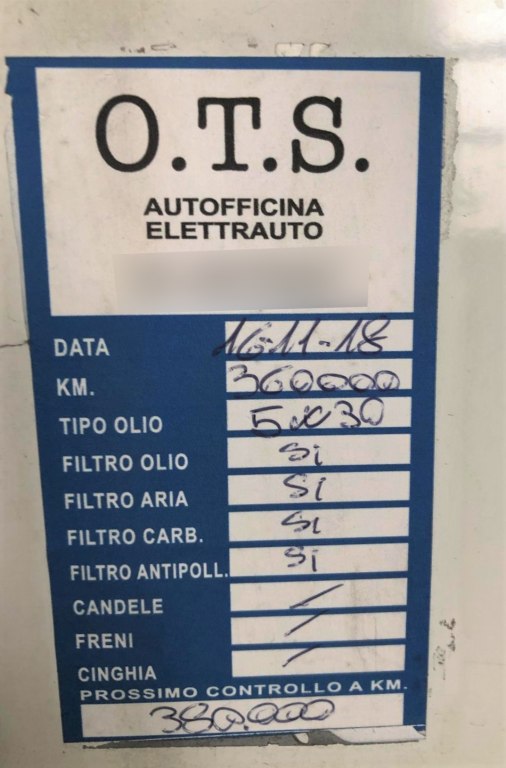 O.T.S.
AUTOFFICINA
ELETTRAUTO
DATA 16-11-18
KM. 360000
TIPO OLIO 5W30
FILTRO OLIO Si
FILTRO ARIA Si
FILTRO CARB. Si
FILTRO ANTIPOLL. Si
CANDELE /
FRENI /
CINGHIA /
PROSSIMO CONTROLLO A KM.
380.000